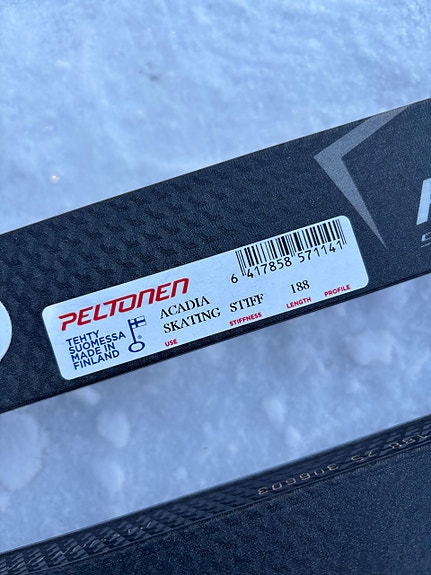 PELTONEN
TEHTY
SUOMESSA
MADE IN
FINLAND
ACADIA
SKATING
USE
STIFF
STIFFNESS
6 417858 571141
188
LENGTH
PROFILE